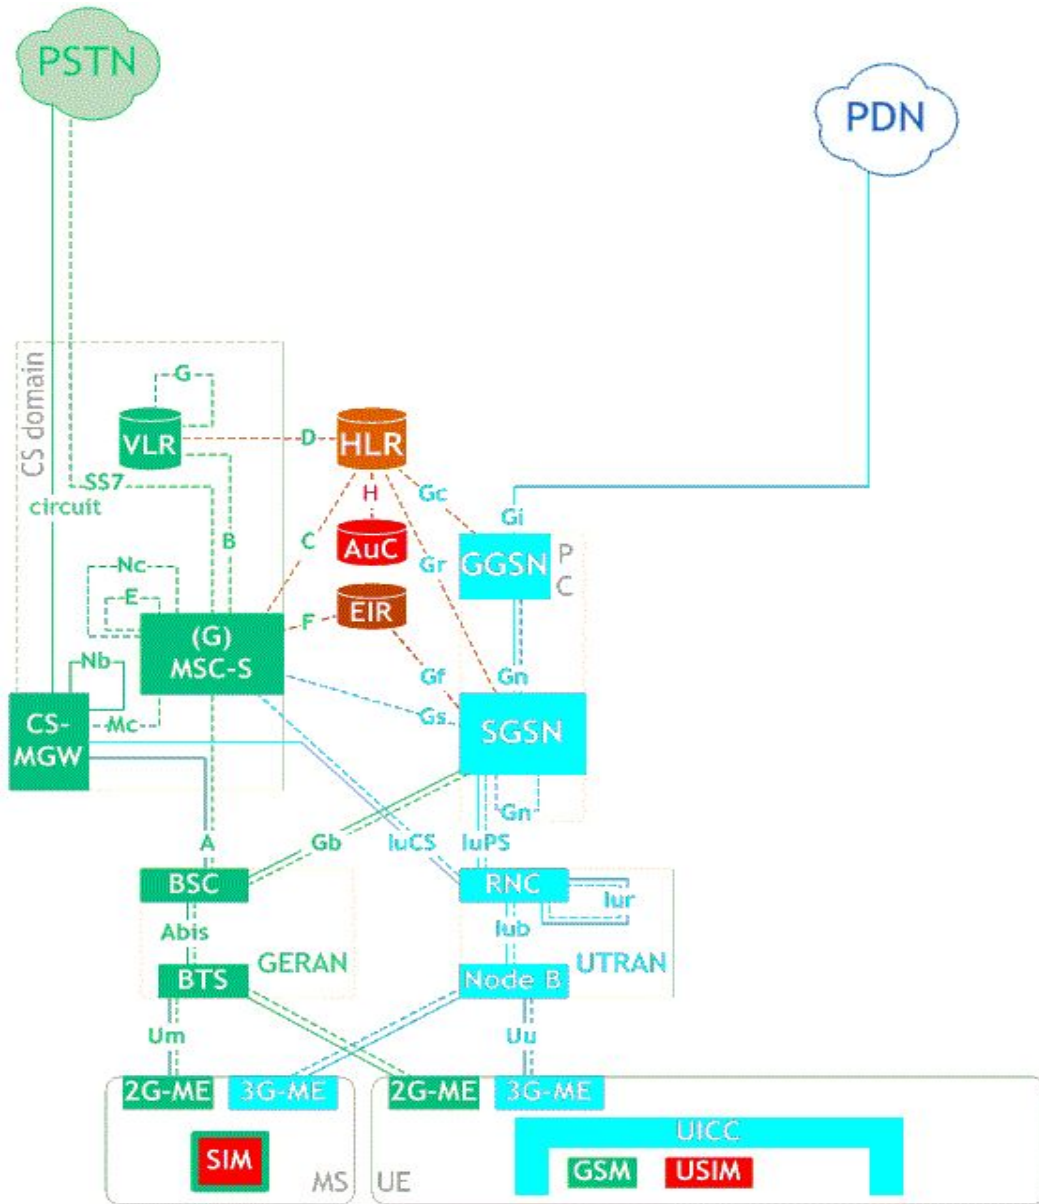 PSTN
PDN
CS domain
G
VLR
D
HLR
SS7
circuit
H
Gc
Gi
B
C
AuC
Gr
GGSN
P
C
Nc
E
F
EIR
(G)
MSC-S
Nb
Gf
Gn
Mc
Gs
SGSN
CS-
MGW
Gn
A
Gb
IuCS
IuPS
BSC
RNC
Iur
Abis
Iub
GERAN
UTRAN
BTS
Node B
Um
Uu
2G-ME
3G-ME
2G-ME
3G-ME
UICC
SIM
MS
UE
GSM
USIM